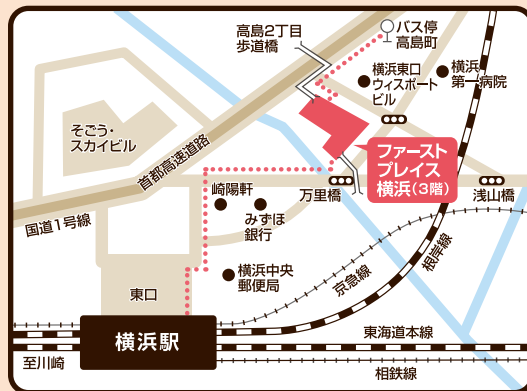 高島2丁目
歩道橋
バス停
高島町
横浜東口
ウィスポート
ビル
横浜
第一病院
そごう・
スカイビル
首都高速道路
ファースト
プレイス
横浜(3階)
国道1号線
崎陽軒
みずほ
銀行
万里橋
浅山橋
横浜中央
郵便局
京急線
根岸線
東口
横浜駅
東海道本線
至川崎
相鉄線